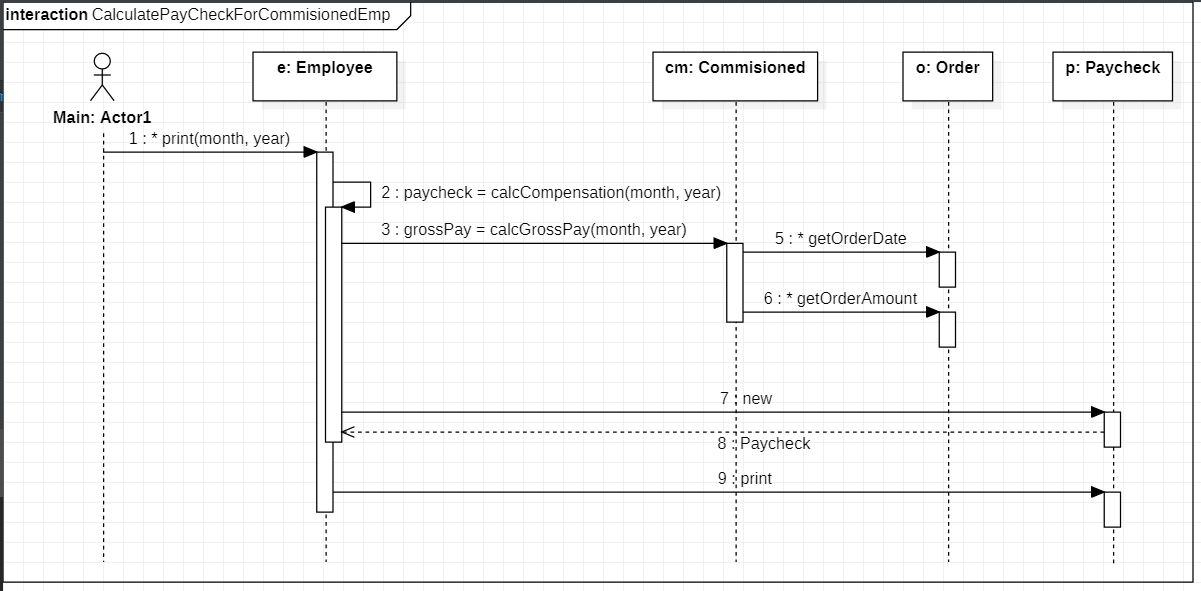 interaction CalculatePayCheckForCommisionedEmp
e: Employee
cm: Commisioned
o: Order
p: Paycheck
Main: Actor1
1 : * print(month, year)
2 : paycheck = calcCompensation(month, year)
3 : grossPay = calcGrossPay(month, year)
5 : * getOrderDate
6 : * getOrderAmount
7 : new
8 : Paycheck
9 : print